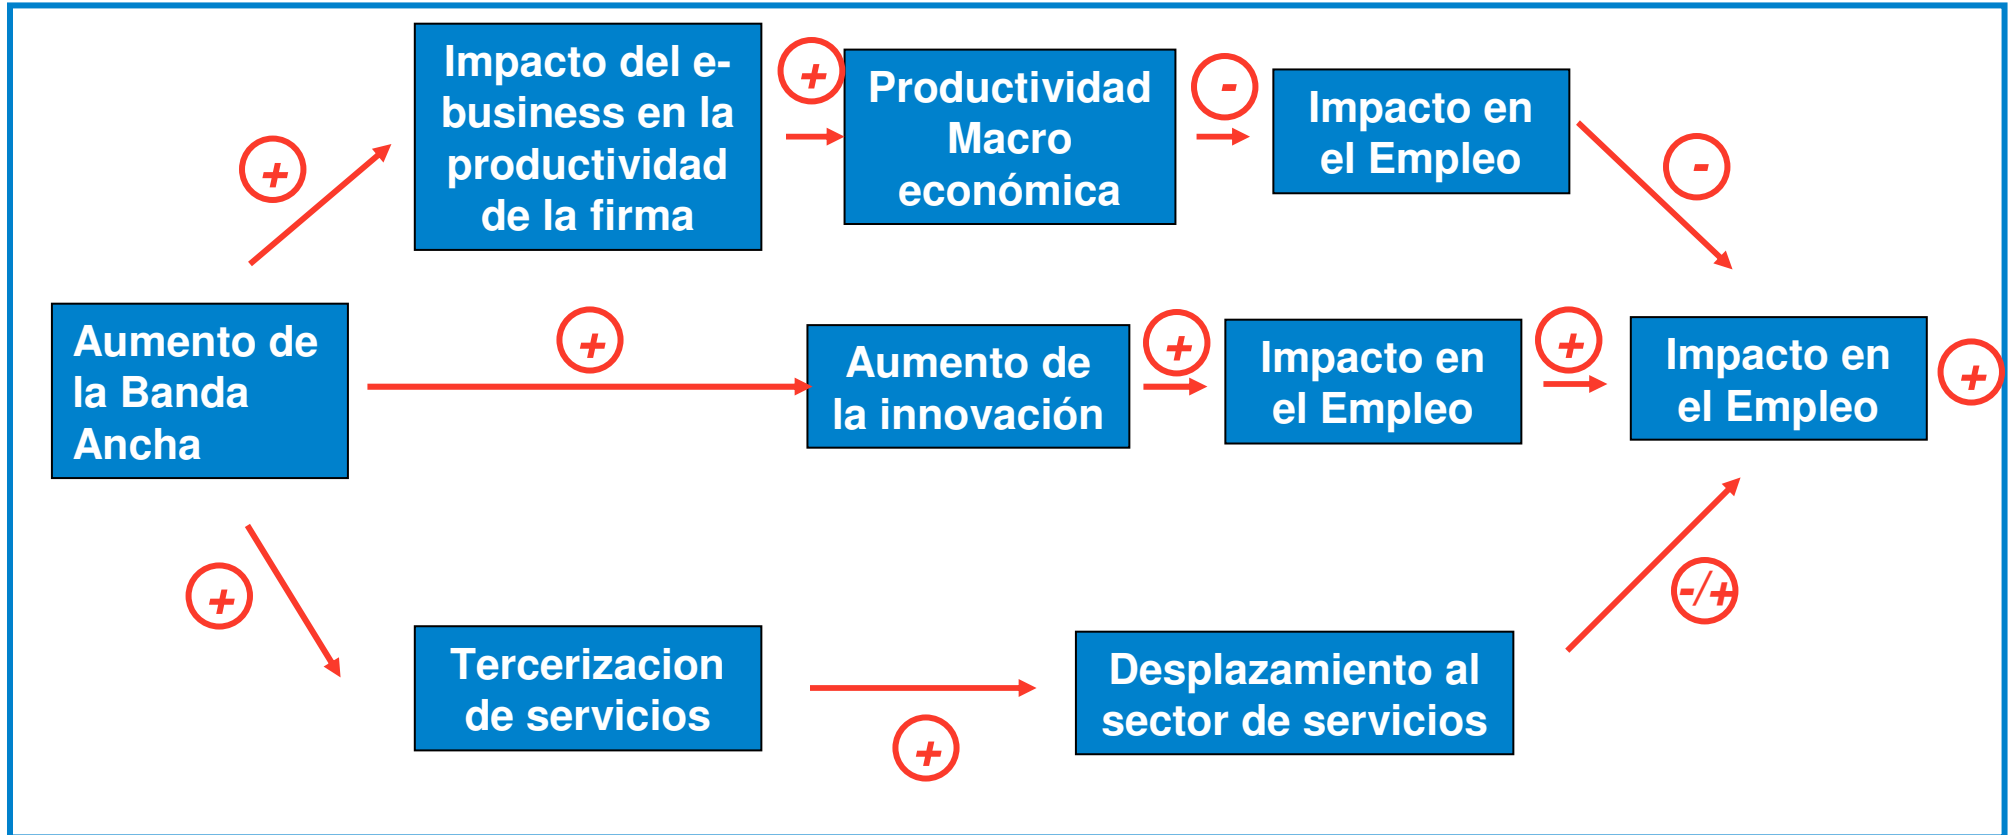 Impacto del e-
business en la
productividad
de la firma
+
Productividad
Macro
económica
-
Impacto en
el Empleo
+
-
Aumento de
la Banda
Ancha
+
Aumento de
la innovación
+
Impacto en
el Empleo
+
Impacto en
el Empleo
+
+
Tercerizacion
de servicios
+
Desplazamiento al
sector de servicios
-/+